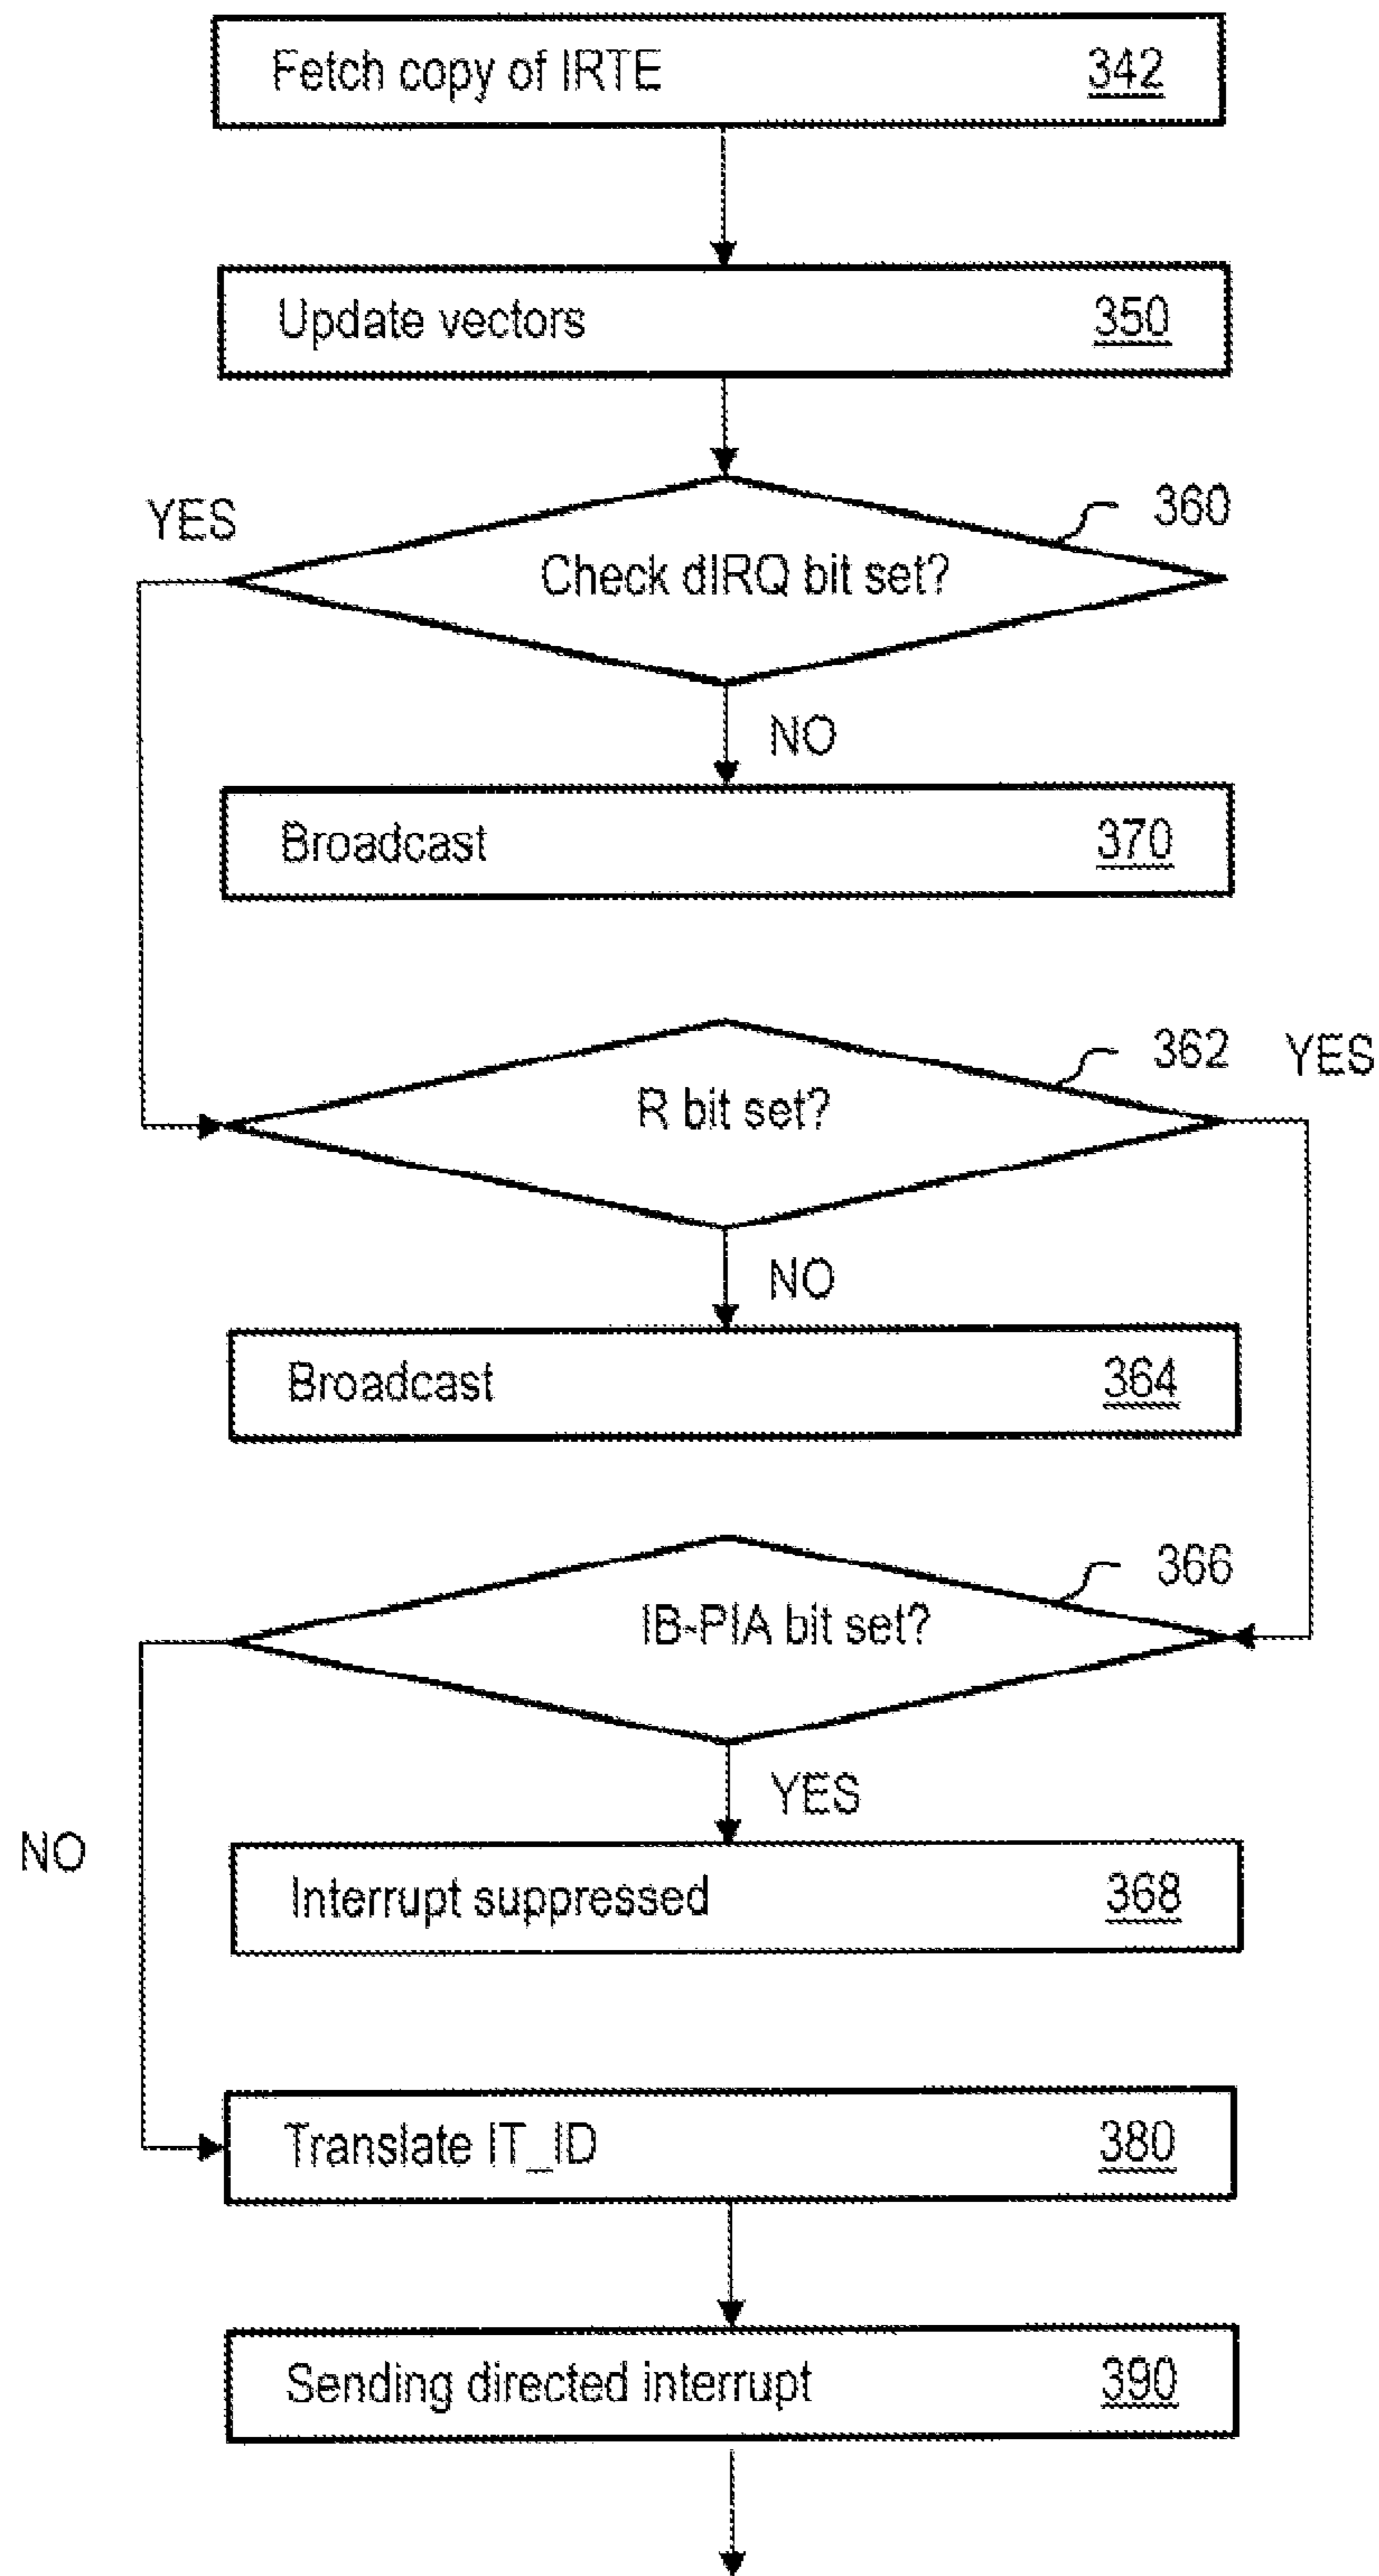 Fetch copy of IRTE 342
Update vectors 350
YES
360
Check dIRQ bit set?
NO
Broadcast 370
362
YES
R bit set?
NO
Broadcast 364
366
IB-PIA bit set?
YES
NO
Interrupt suppressed 368
Translate IT_ID 380
Sending directed interrupt 390